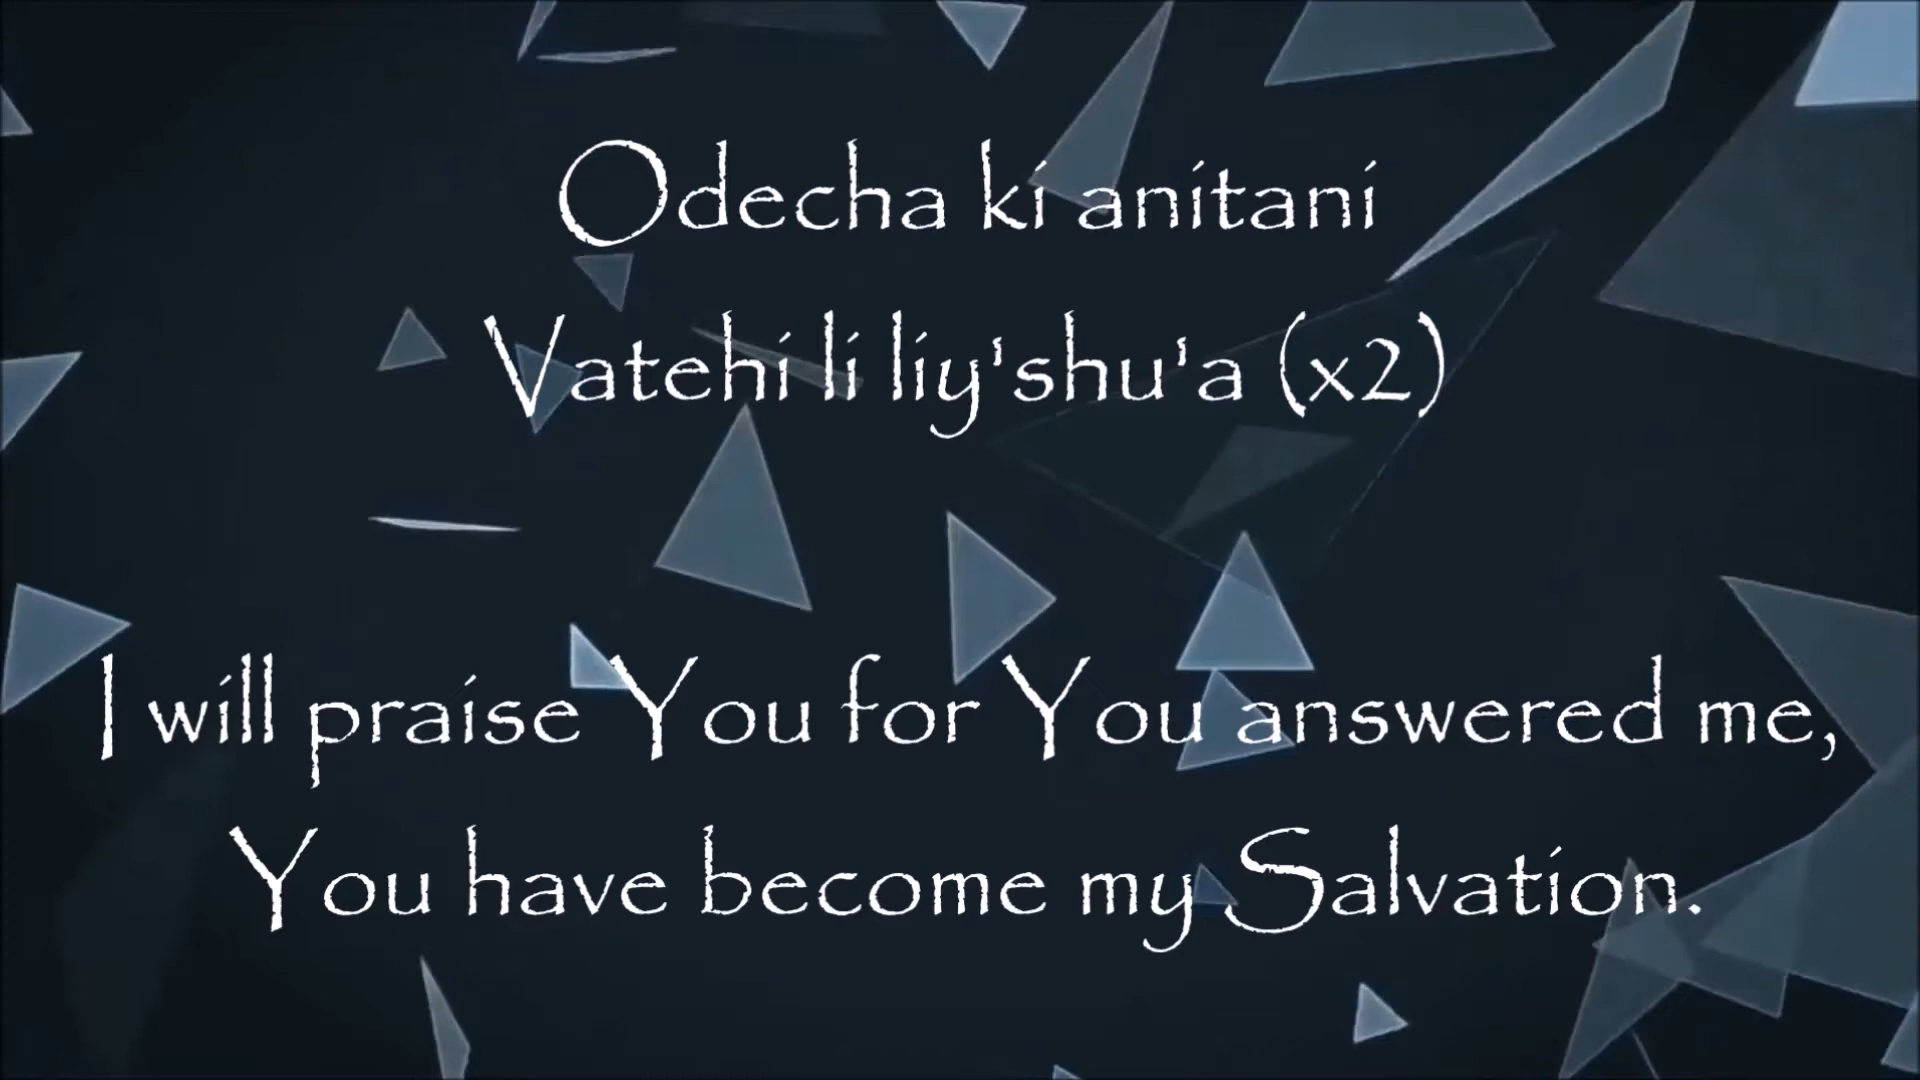 Odecha ki anitani
Vatehi li liy'shu'a (x2)
I will praise You for You answered me,
You have become my Salvation.